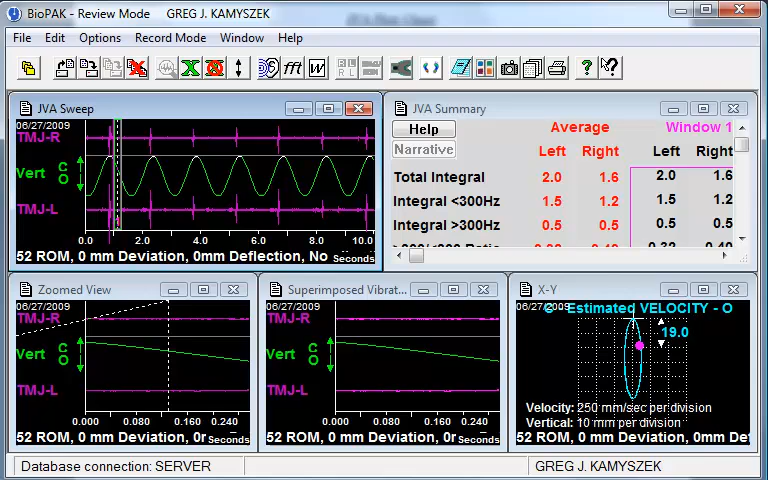 BioPAK - Review Mode GREG J. KAMYSZEK
File Edit Options Record Mode Window Help
fft W BL RL ? ?
JVA Sweep
06/27/2009
TMJ-R
Vert C O
TMJ-L
0.0 2.0 4.0 6.0 8.0 10.0
52 ROM, 0 mm Deviation, 0mm Deflection, No Seconds
JVA Summary
Help Average Window 1
Narrative Left Right Left Right
Total Integral 2.0 1.6 2.0 1.6
Integral <300Hz 1.5 1.2 1.5 1.2
Integral >300Hz 0.5 0.5 0.5 0.5
Zoomed View
06/27/2009
TMJ-R
Vert C O
TMJ-L
0.000 0.080 0.160 0.240
52 ROM, 0 mm Deviation, 0r Seconds
Superimposed Vibrat...
06/27/2009
TMJ-R
Vert C O
TMJ-L
0.000 0.080 0.160 0.240
52 ROM, 0 mm Deviation, 0r Seconds
X-Y
06/27/2009
C - Estimated VELOCITY - O
19.0
Velocity: 250 mm/sec per division
Vertical: 10 mm per division
52 ROM, 0 mm Deviation, 0mm Def
Database connection: SERVER GREG J. KAMYSZEK